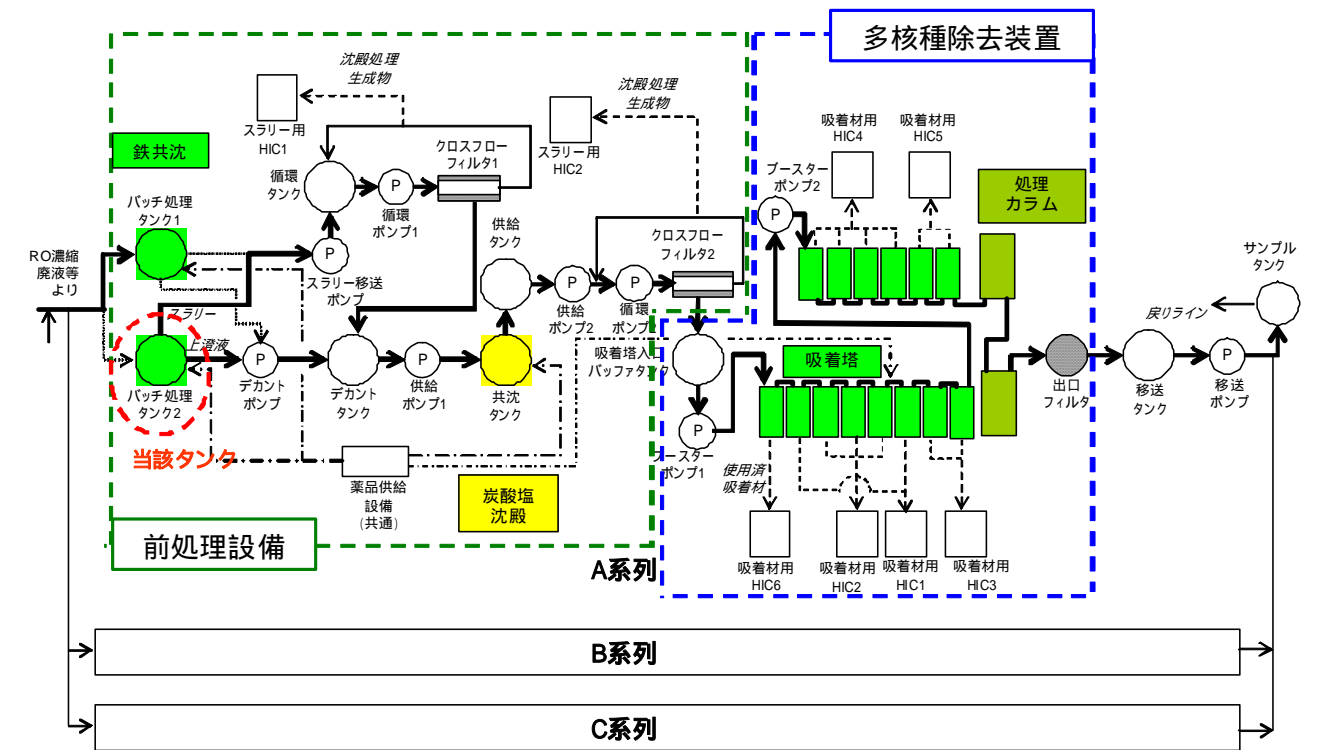 多核種除去装置
沈殿処理
生成物
沈殿処理
生成物
スラリー用
HIC1
スラリー用
HIC2
鉄共沈
クロスフロー
フィルタ1
循環
タンク
P
循環
ポンプ1
吸着材用
HIC4
吸着材用
HIC5
ブースター
ポンプ2
P
処理
カラム
バッチ処理
タンク1
供給
タンク
クロスフロー
フィルタ2
サンプル
タンク
RO濃縮
廃液等
より
P
スラリー移送
ポンプ
P
供給
ポンプ2
P
循環
ポンプ2
戻りライン
スラリー
上澄液
バッチ処理
タンク2
P
デカント
ポンプ
デカント
タンク
P
供給
ポンプ1
共沈
タンク
吸着塔入口
バッファタンク
吸着塔
出口
フィルタ
移送
タンク
P
移送
ポンプ
当該タンク
P
ブースター
ポンプ1
使用済
吸着材
薬品供給
設備
(共通)
炭酸塩
沈殿
前処理設備
A系列
吸着材用
HIC6
吸着材用
HIC2
吸着材用
HIC1
吸着材用
HIC3
B系列
C系列